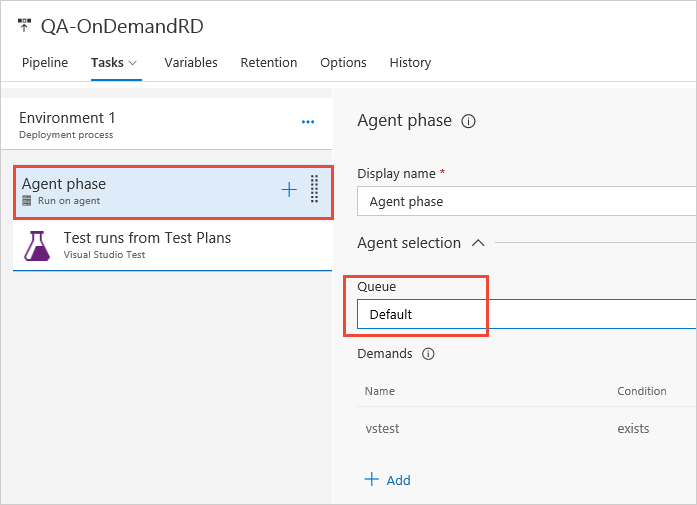 QA-OnDemandRD
Pipeline Tasks Variables Retention Options History
Environment 1
Deployment process
Agent phase
Run on agent
Test runs from Test Plans
Visual Studio Test
Agent phase
Display name *
Agent phase
Agent selection
Queue
Default
Demands
Name Condition
vstest exists
Add